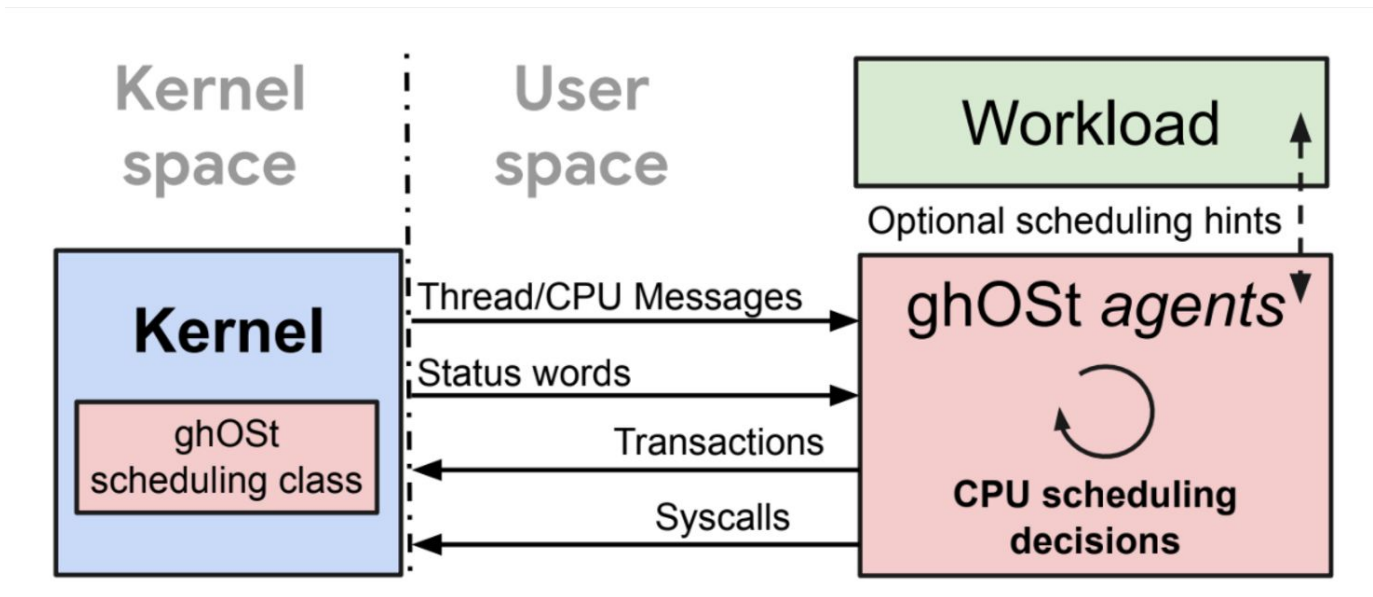 Kernel
space
User
space
Workload
Optional scheduling hints
Kernel
ghOSt
scheduling class
Thread/CPU Messages
Status words
Transactions
Syscalls
ghOSt agents
CPU scheduling
decisions